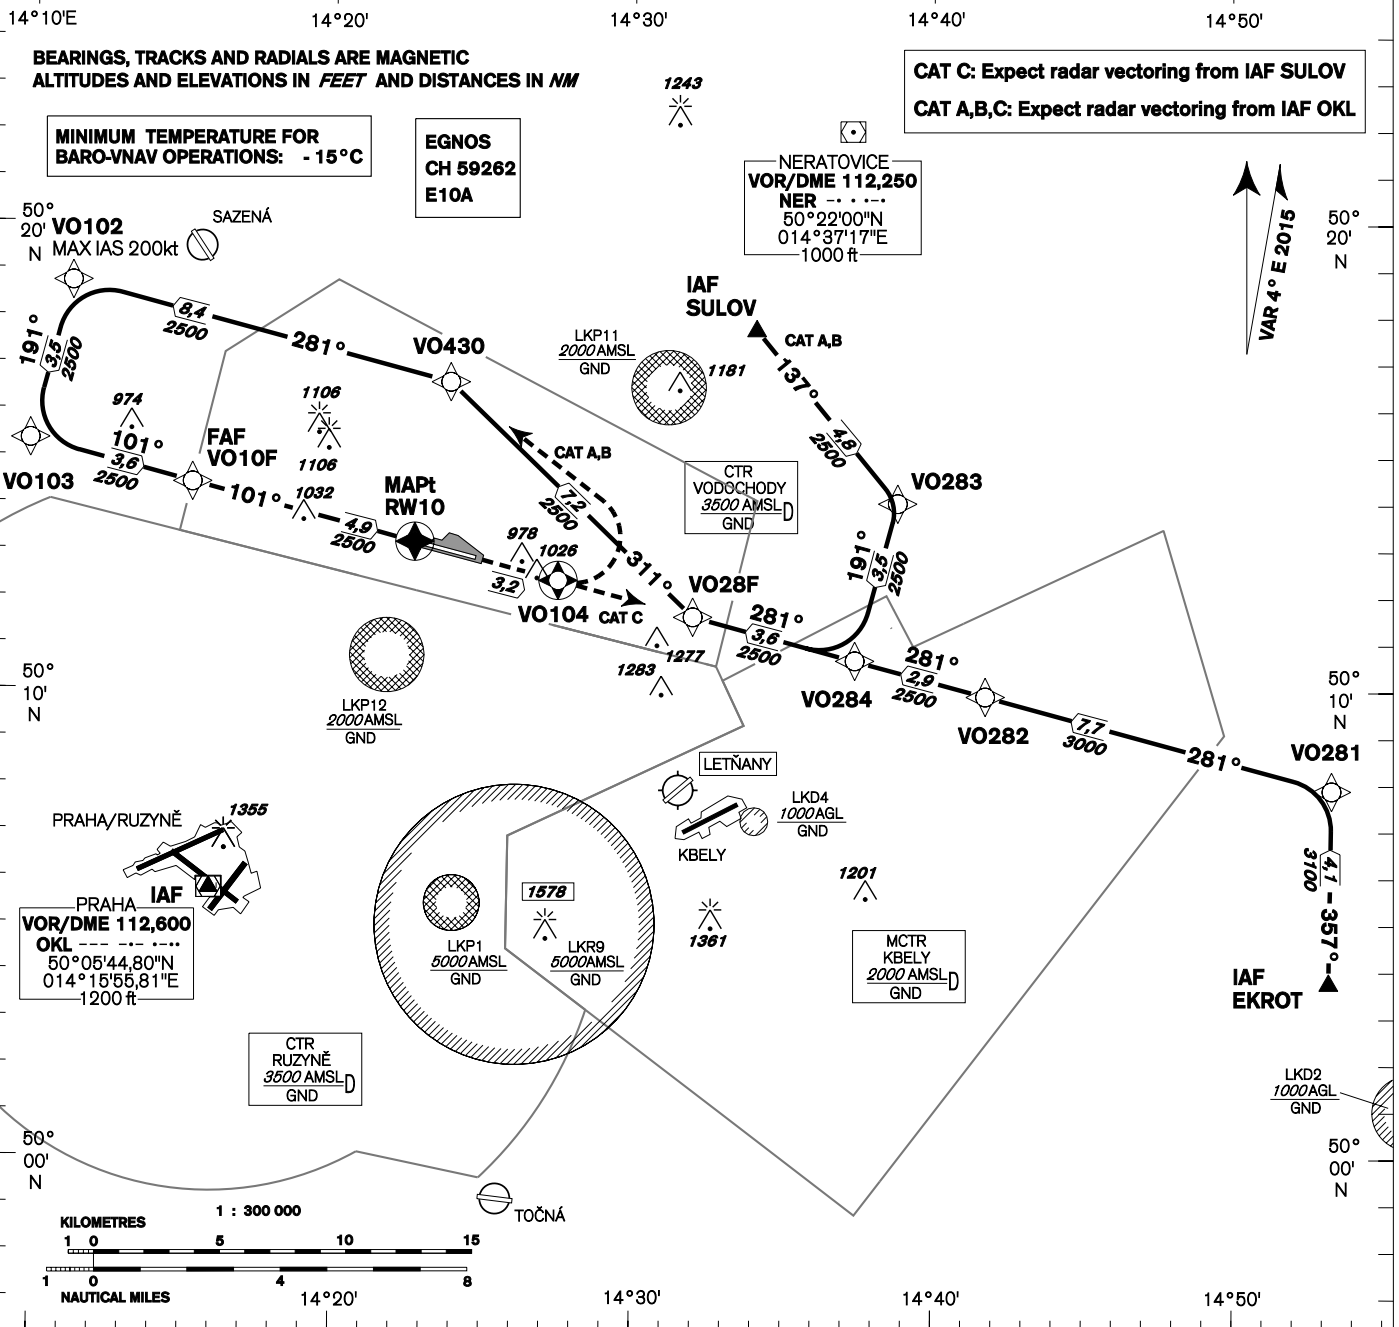 14°10'E
14°20'
14°30'
14°40'
14°50'
BEARINGS, TRACKS AND RADIALS ARE MAGNETIC
ALTITUDES AND ELEVATIONS IN FEET AND DISTANCES IN NM
CAT C: Expect radar vectoring from IAF SULOV
CAT A,B,C: Expect radar vectoring from IAF OKL
MINIMUM TEMPERATURE FOR
BARO-VNAV OPERATIONS: - 15°C
EGNOS
CH 59262
E10A
1243
NERATOVICE
VOR/DME 112,250
NER
50°22'00"N
014°37'17"E
1000 ft
VAR 4° E 2015
50°
20'
N
50°
20'
N
VO102
MAX IAS 200kt
SAZENÁ
IAF
SULOV
CAT A,B
137°
4,8
2500
8,4
2500
281°
VO430
LKP11
2000 AMSL
GND
1181
191°
3,5
2500
974
1106
1106
101°
3,6
2500
VO103
FAF
VO10F
101°
1032
4,9
2500
MAPt
RW10
CAT A,B
7,2
2500
311°
CTR
VODOCHODY
3500 AMSL D
GND
VO283
191°
3,5
2500
978
1026
3,2
VO104
CAT C
VO28F
281°
3,6
2500
1277
1283
VO284
281°
2,9
2500
VO282
7,7
3000
281°
VO281
50°
10'
N
50°
10'
N
LKP12
2000 AMSL
GND
LETŇANY
KBELY
LKD4
1000 AGL
GND
PRAHA/RUZYNĚ
1355
IAF
PRAHA
VOR/DME 112,600
OKL
50°05'44,80"N
014°15'55,81"E
1200 ft
1578
LKP1
5000 AMSL
GND
LKR9
5000 AMSL
GND
1361
1201
MCTR
KBELY
2000 AMSL D
GND
4,1
3100
357°
IAF
EKROT
CTR
RUZYNĚ
3500 AMSL D
GND
LKD2
1000 AGL
GND
50°
00'
N
50°
00'
N
TOČNÁ
1 : 300 000
KILOMETRES
1 0 5 10 15
1 0 4 8
NAUTICAL MILES
14°20'
14°30'
14°40'
14°50'